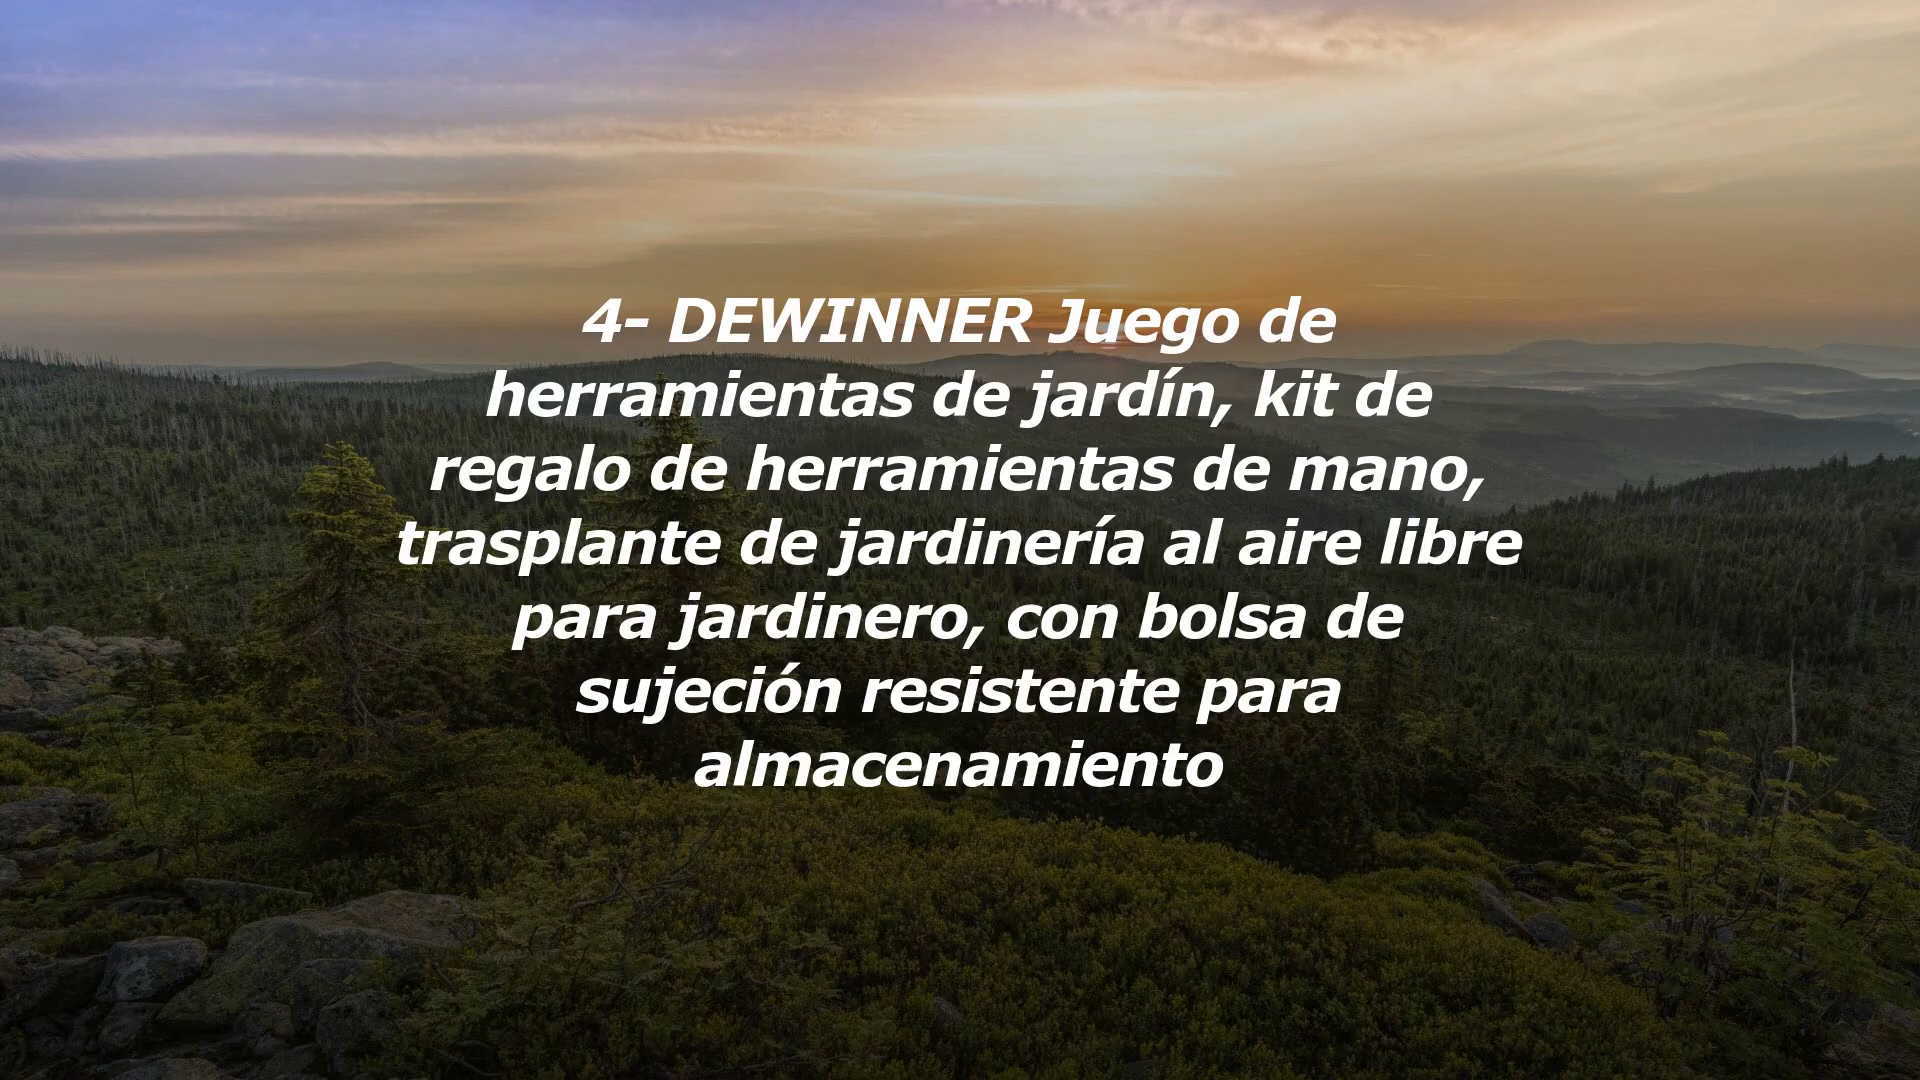 4- DEWINNER Juego de
herramientas de jardín, kit de
regalo de herramientas de mano,
trasplante de jardinería al aire libre
para jardinero, con bolsa de
sujeción resistente para
almacenamiento